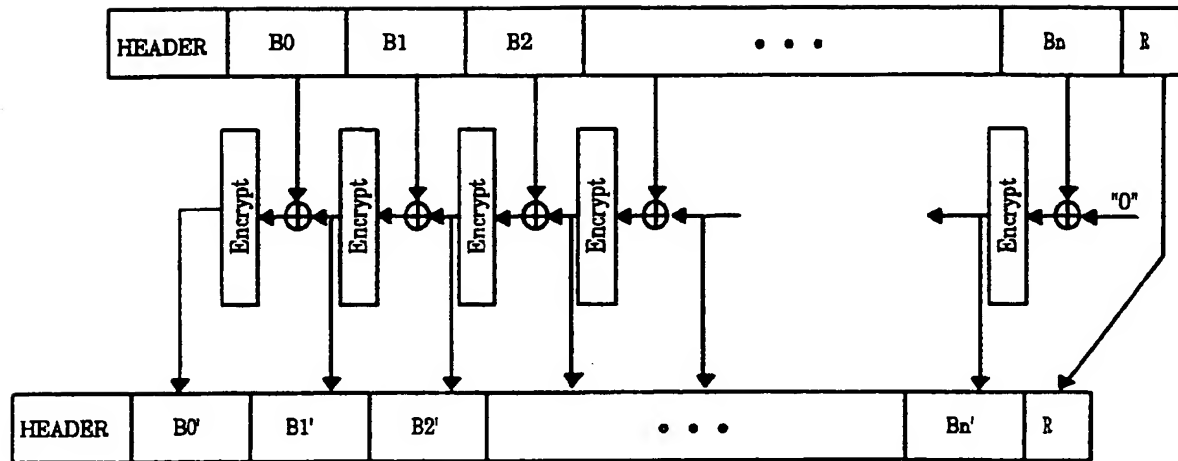 HEADER B0 B1 B2 • • • Bn R
Encrypt Encrypt Encrypt Encrypt Encrypt "0"
HEADER B0' B1' B2' • • • Bn' R